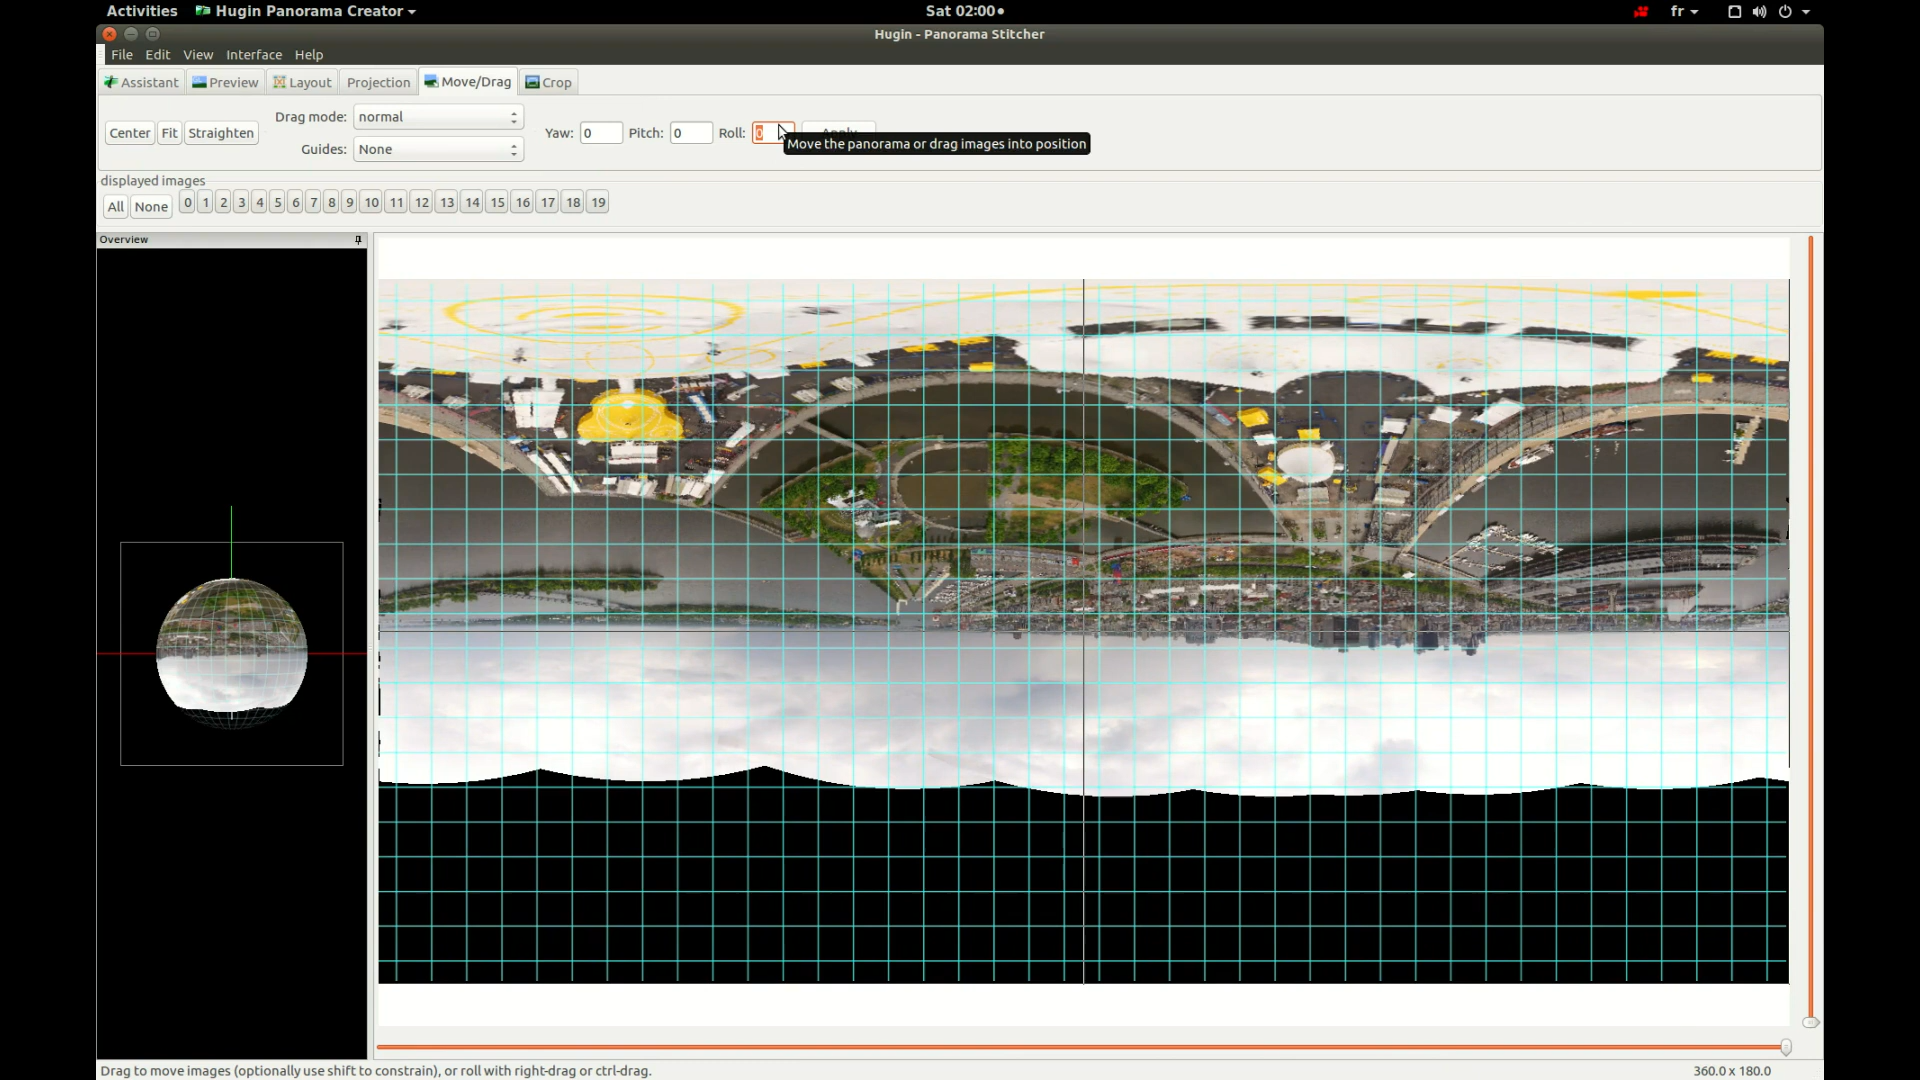 Activities Hugin Panorama Creator Sat 02:00 fr
Hugin - Panorama Stitcher
File Edit View Interface Help
Assistant Preview Layout Projection Move/Drag Crop
Drag mode: normal
Center Fit Straighten Yaw: 0 Pitch: 0 Roll: 0 Apply
Move the panorama or drag images into position
Guides: None
displayed images
All None 0 1 2 3 4 5 6 7 8 9 10 11 12 13 14 15 16 17 18 19
Overview
Drag to move images (optionally use shift to constrain), or roll with right-drag or ctrl-drag. 360.0 x 180.0